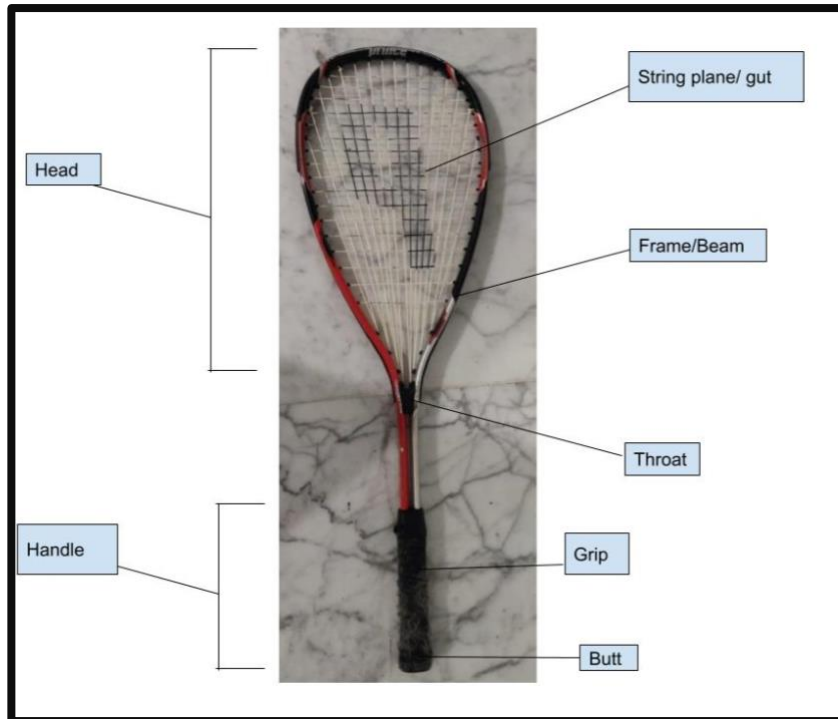 prince
String plane/ gut
Head
Frame/Beam
Throat
Handle
Grip
Butt